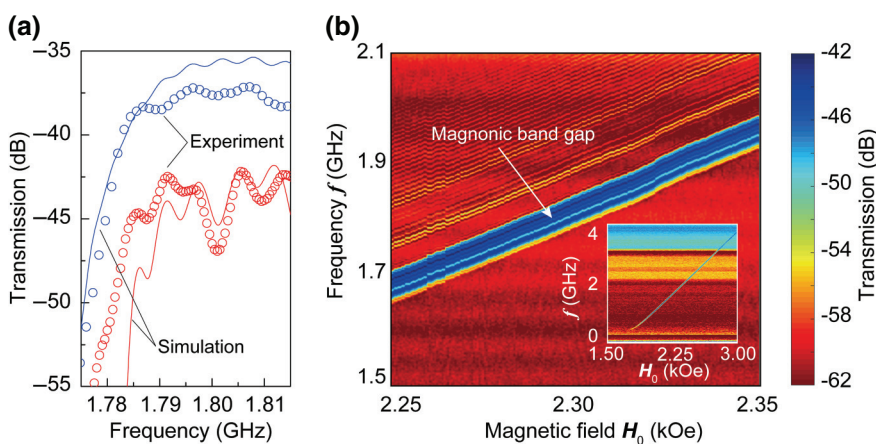 (a)
–35
–40
–45
–50
–55
Transmission (dB)
Experiment
Simulation
1.78 1.79 1.80 1.81
Frequency (GHz)
(b)
2.1
1.9
1.7
1.5
Frequency f (GHz)
Magnonic band gap
4
2
0
f (GHz)
1.50 2.25 3.00
H0 (kOe)
2.25 2.30 2.35
Magnetic field H0 (kOe)
-42
-46
-50
-54
-58
-62
Transmission (dB)